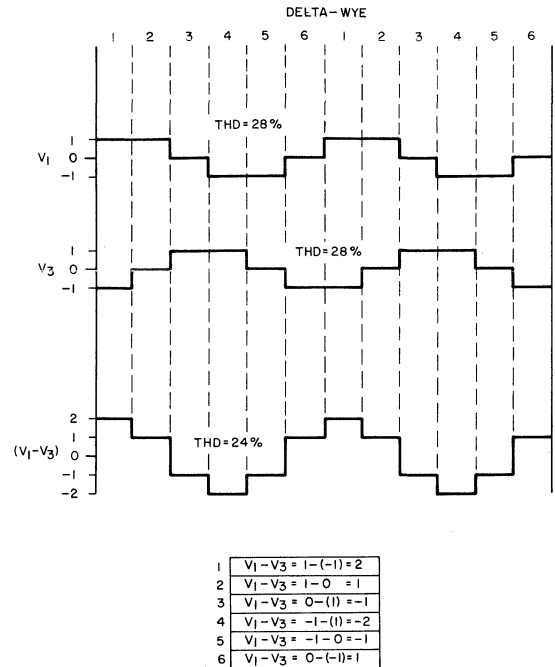 DELTA-WYE
1 2 3 4 5 6 1 2 3 4 5 6
THD=28%
1
V1 0
-1
THD=28%
1
V3 0
-1
2
1
THD=24%
(V1-V3) 0
-1
-2
1 V1-V3 = 1-(-1)=2
2 V1-V3 = 1-0 =1
3 V1-V3 = 0-(1) =-1
4 V1-V3 = -1-(1)=-2
5 V1-V3 = -1-0=-1
6 V1-V3 = 0-(-1)=1